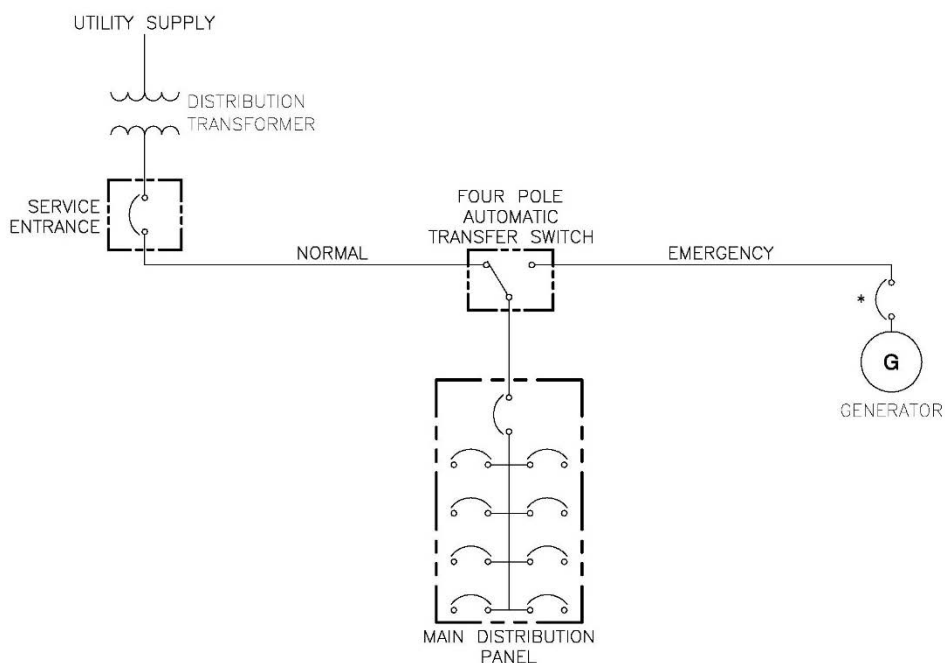 UTILITY SUPPLY
DISTRIBUTION
TRANSFORMER
SERVICE
ENTRANCE
FOUR POLE
AUTOMATIC
TRANSFER SWITCH
NORMAL
EMERGENCY
*
G
GENERATOR
MAIN DISTRIBUTION
PANEL